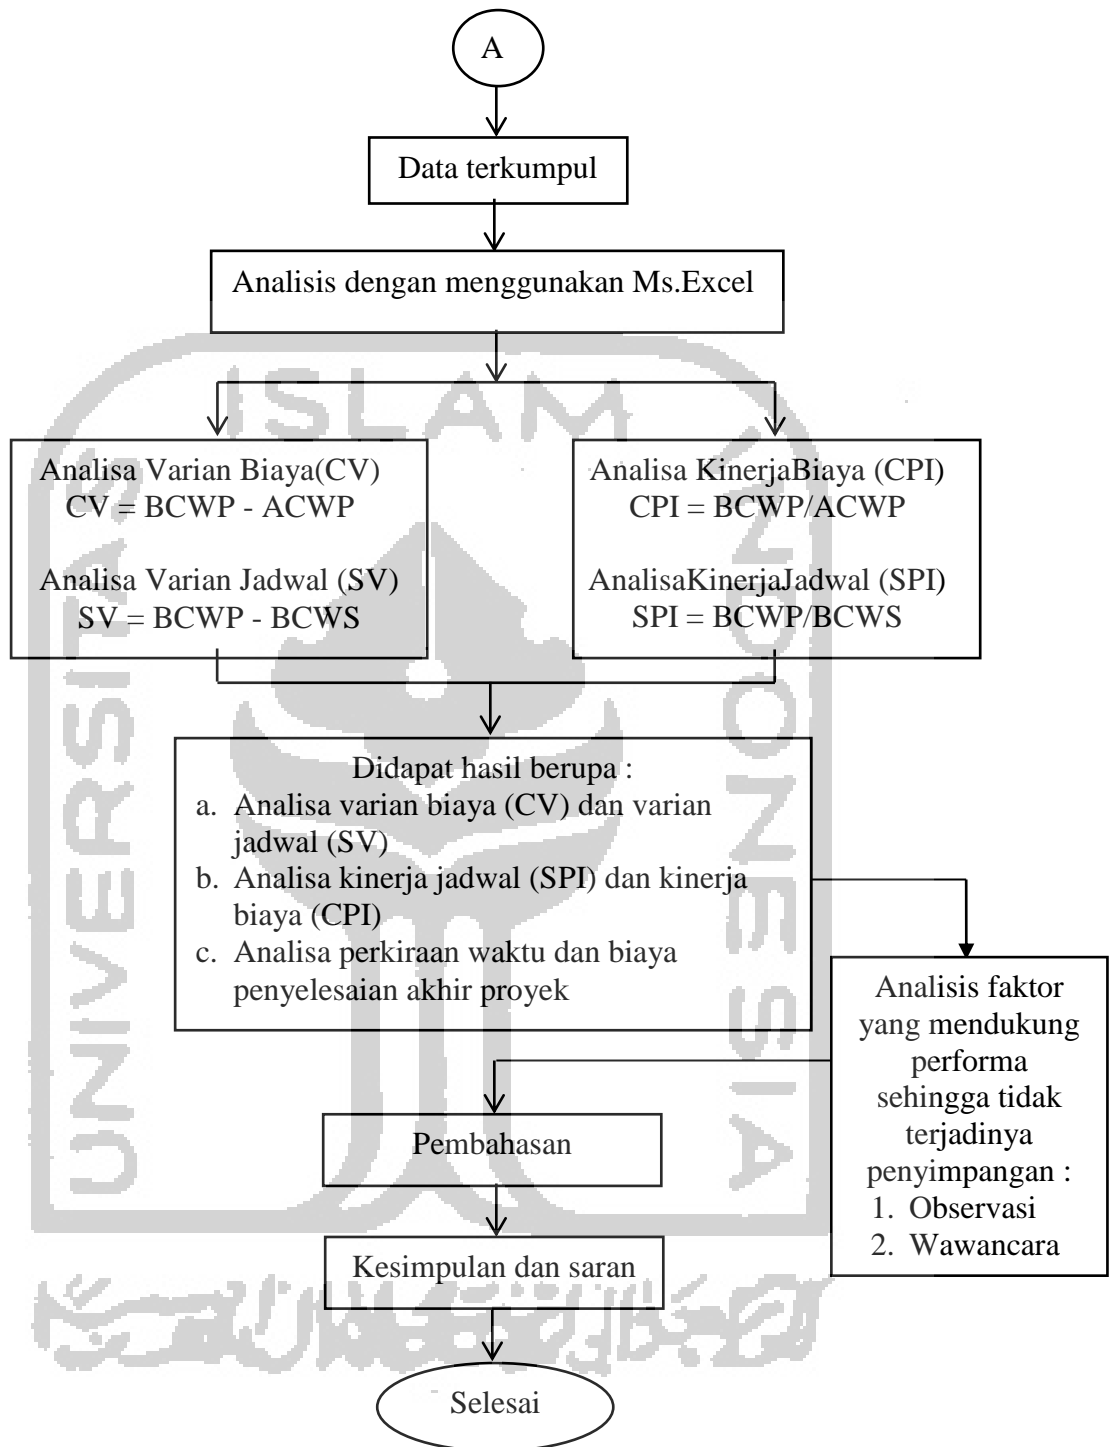 A
Data terkumpul
Analisis dengan menggunakan Ms.Excel
Analisa Varian Biaya(CV)
CV = BCWP - ACWP
Analisa Varian Jadwal (SV)
SV = BCWP - BCWS
Analisa KinerjaBiaya (CPI)
CPI = BCWP/ACWP
AnalisaKinerjaJadwal (SPI)
SPI = BCWP/BCWS
Didapat hasil berupa :
a. Analisa varian biaya (CV) dan varian
jadwal (SV)
b. Analisa kinerja jadwal (SPI) dan kinerja
biaya (CPI)
c. Analisa perkiraan waktu dan biaya
penyelesaian akhir proyek
Analisis faktor
yang mendukung
performa
sehingga tidak
terjadinya
penyimpangan :
1. Observasi
2. Wawancara
Pembahasan
Kesimpulan dan saran
Selesai
UNIVERSITAS
ISLAM
INDONESIA